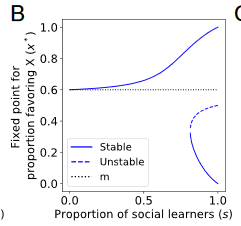 B
C
Fixed point for
proportion favoring X (x*)
1.0
0.8
0.6
0.4
0.2
0.0
Stable
Unstable
m
0.0
0.5
1.0
)
Proportion of social learners (s)